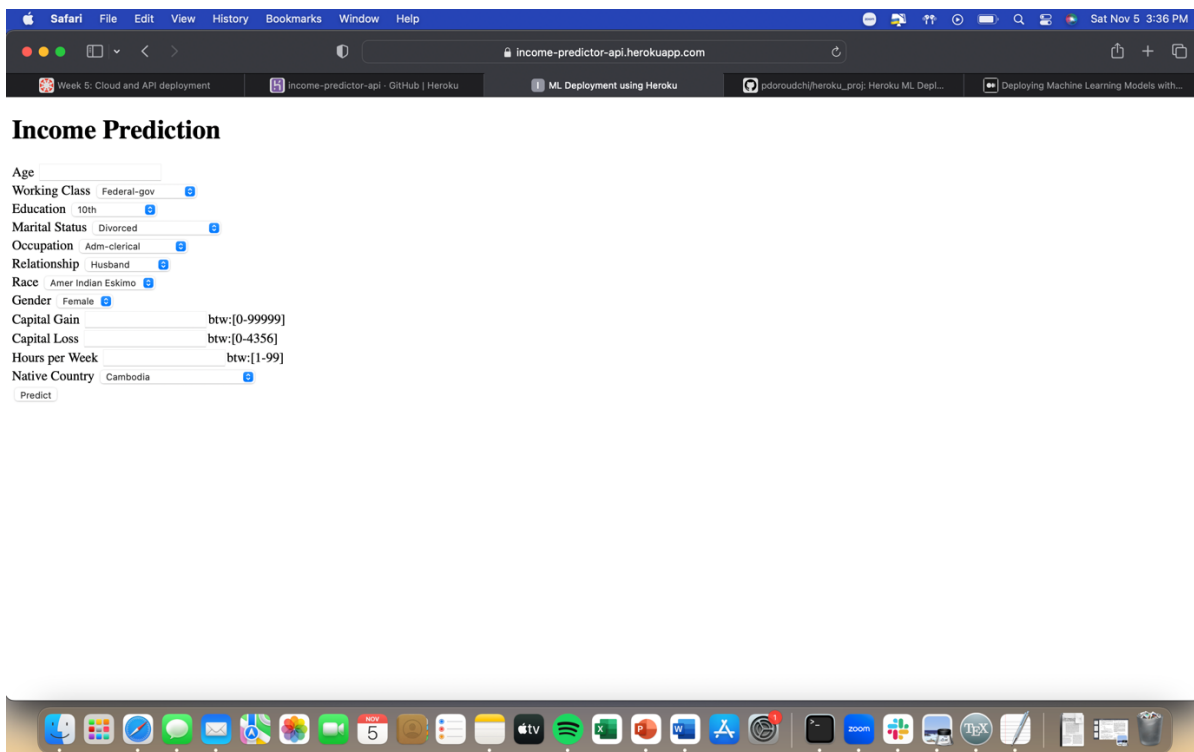 Safari File Edit View History Bookmarks Window Help Sat Nov 5 3:36 PM
income-predictor-api.herokuapp.com
Week 5: Cloud and API deployment income-predictor-api · GitHub | Heroku ML Deployment using Heroku pdoroudchi/heroku_proj: Heroku ML Depl... Deploying Machine Learning Models with...
Income Prediction
Age
Working Class Federal-gov
Education 10th
Marital Status Divorced
Occupation Adm-clerical
Relationship Husband
Race Amer Indian Eskimo
Gender Female
Capital Gain btw:[0-99999]
Capital Loss btw:[0-4356]
Hours per Week btw:[1-99]
Native Country Cambodia
Predict
NOV
5 tv X P W 1 zoom TEX